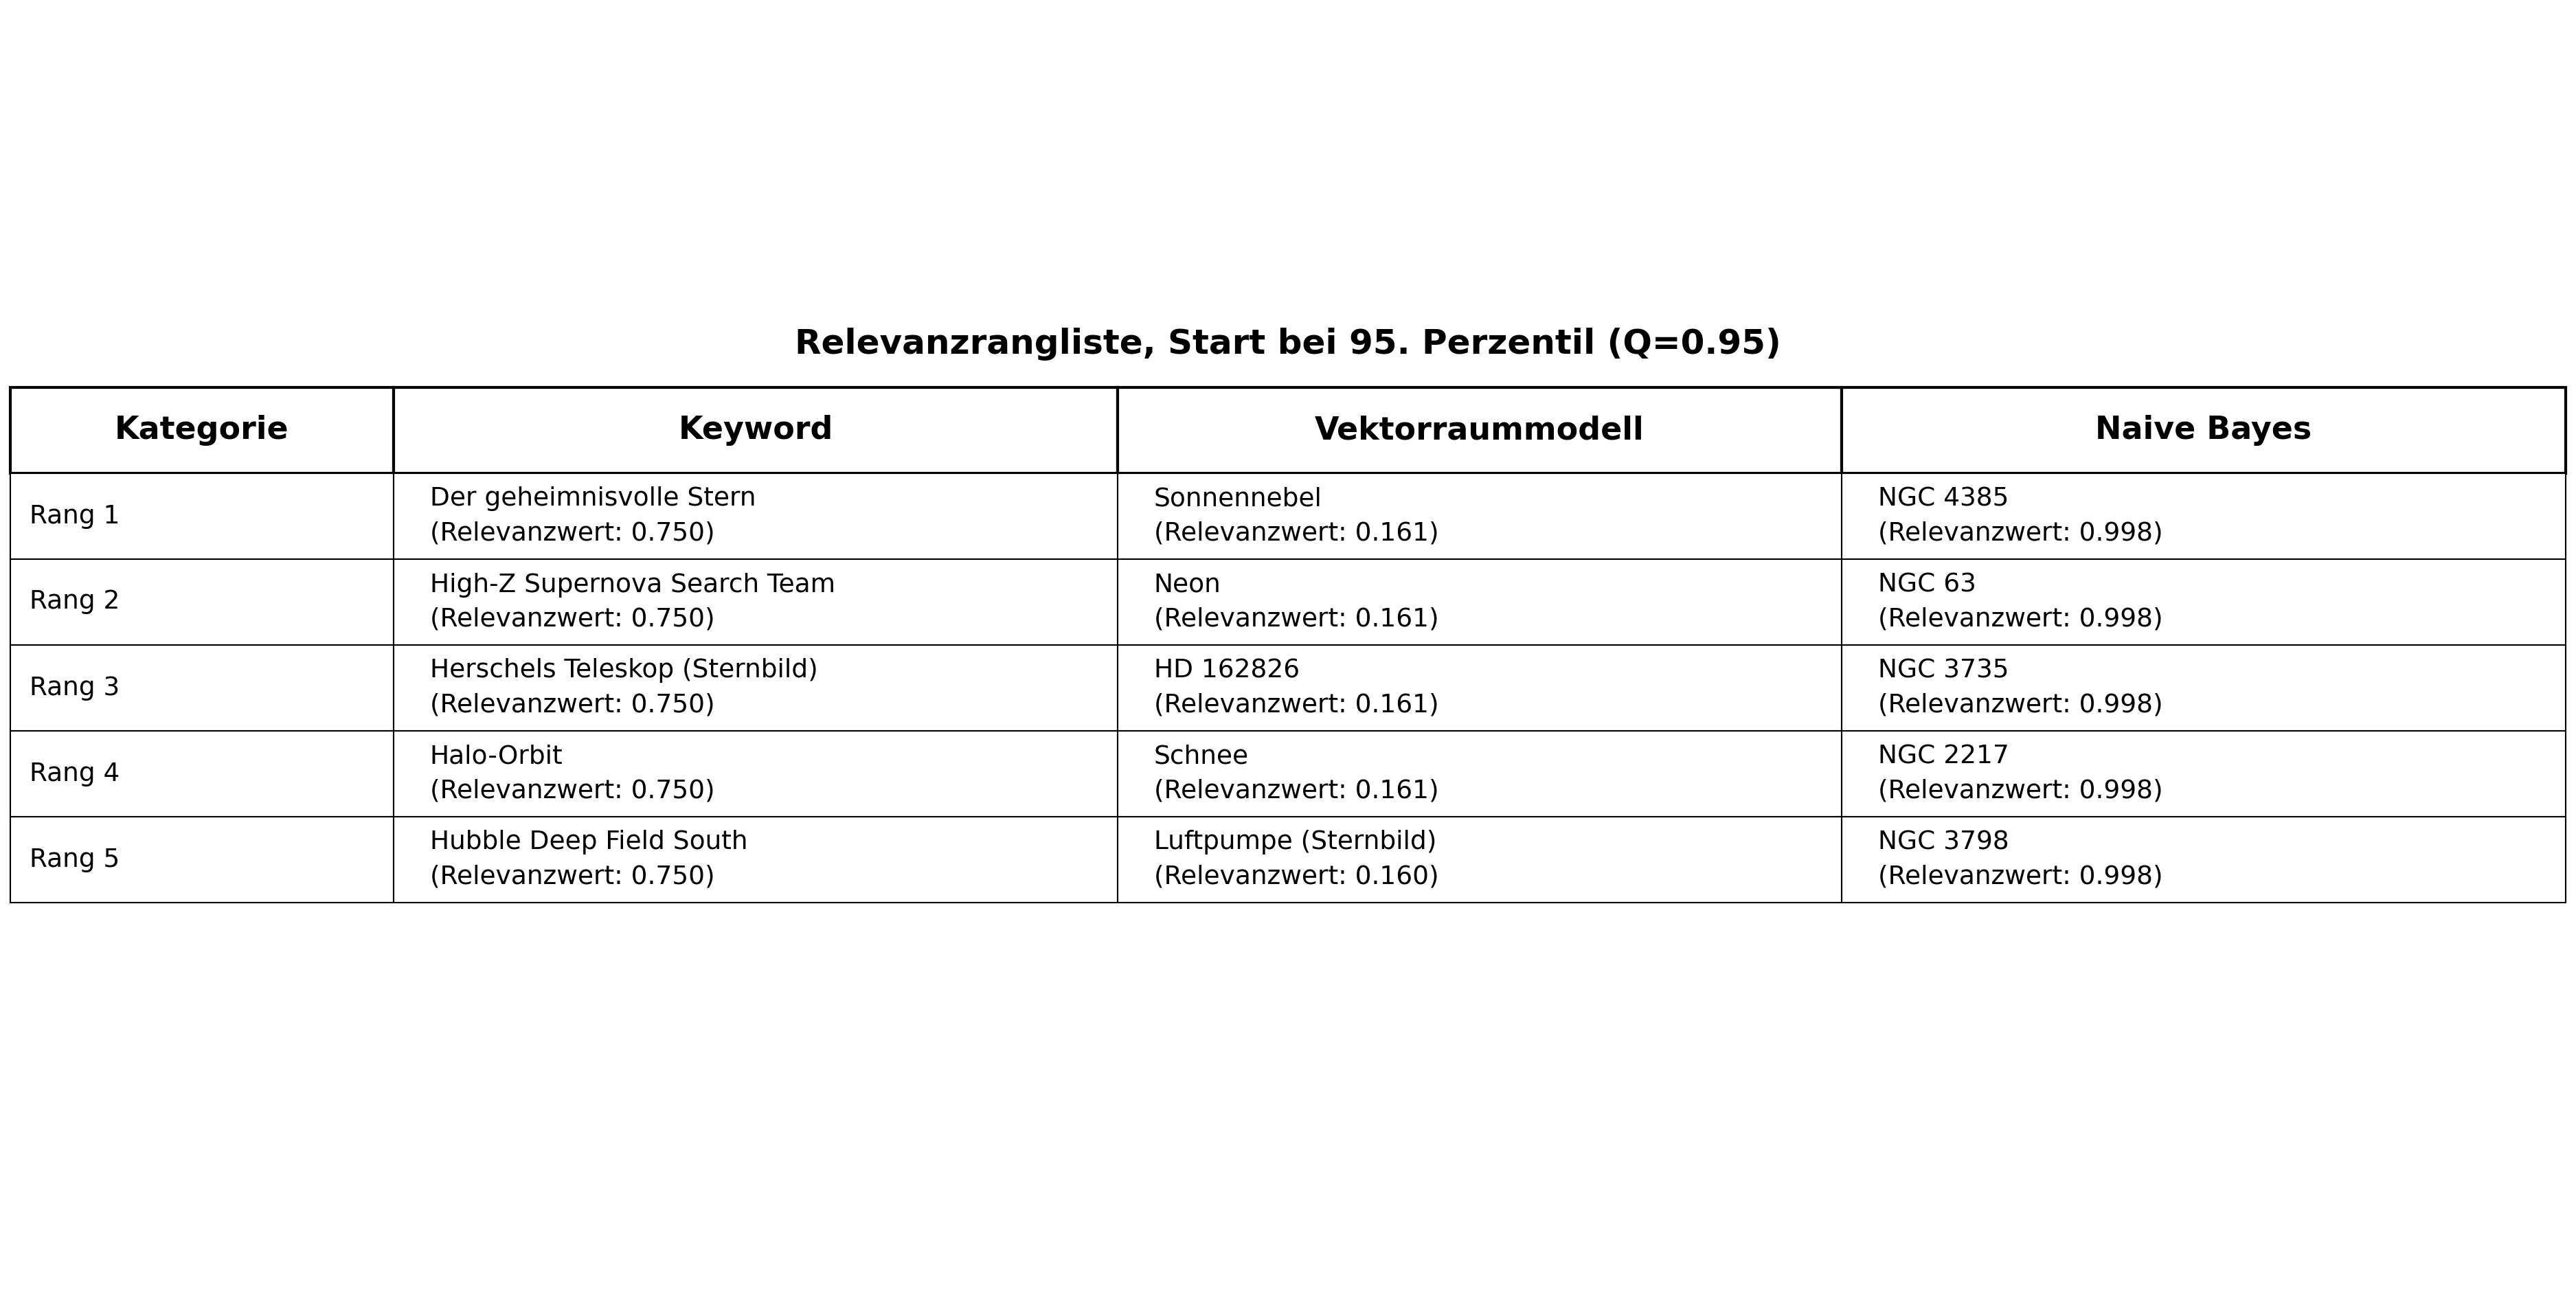 Relevanzrangliste, Start bei 95. Perzentil (Q=0.95)
Kategorie Keyword Vektorraummodell Naive Bayes
Rang 1
Der geheimnisvolle Stern
(Relevanzwert: 0.750)
Sonnennebel
(Relevanzwert: 0.161)
NGC 4385
(Relevanzwert: 0.998)
Rang 2
High-Z Supernova Search Team
(Relevanzwert: 0.750)
Neon
(Relevanzwert: 0.161)
NGC 63
(Relevanzwert: 0.998)
Rang 3
Herschels Teleskop (Sternbild)
(Relevanzwert: 0.750)
HD 162826
(Relevanzwert: 0.161)
NGC 3735
(Relevanzwert: 0.998)
Rang 4
Halo-Orbit
(Relevanzwert: 0.750)
Schnee
(Relevanzwert: 0.161)
NGC 2217
(Relevanzwert: 0.998)
Rang 5
Hubble Deep Field South
(Relevanzwert: 0.750)
Luftpumpe (Sternbild)
(Relevanzwert: 0.160)
NGC 3798
(Relevanzwert: 0.998)